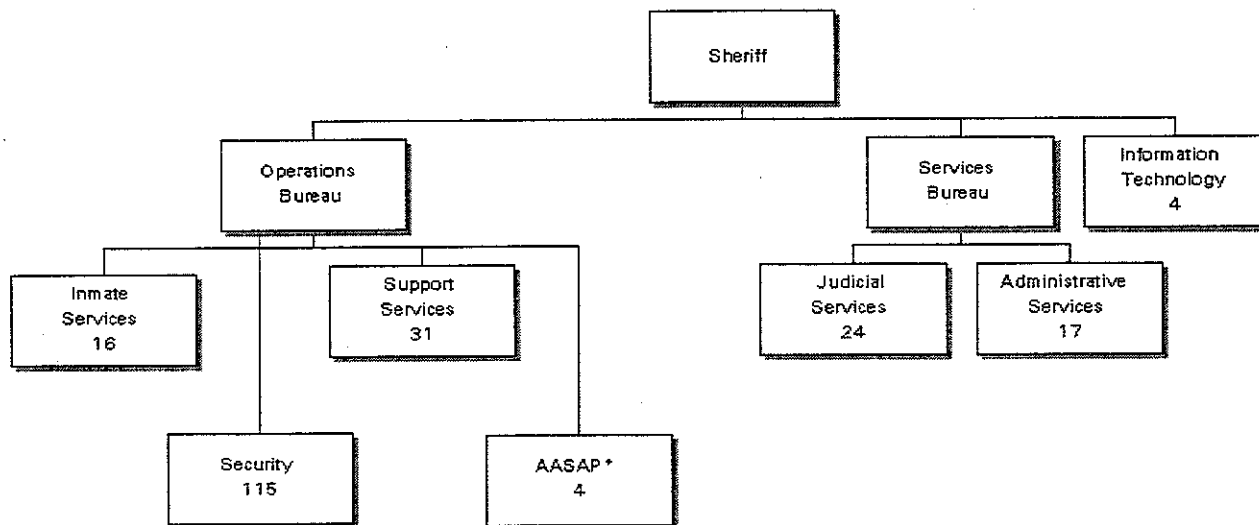 Sheriff
Operations
Bureau
Services
Bureau
Information
Technology
4
Inmate
Services
16
Support
Services
31
Judicial
Services
24
Administrative
Services
17
Security
115
AASAP*
4